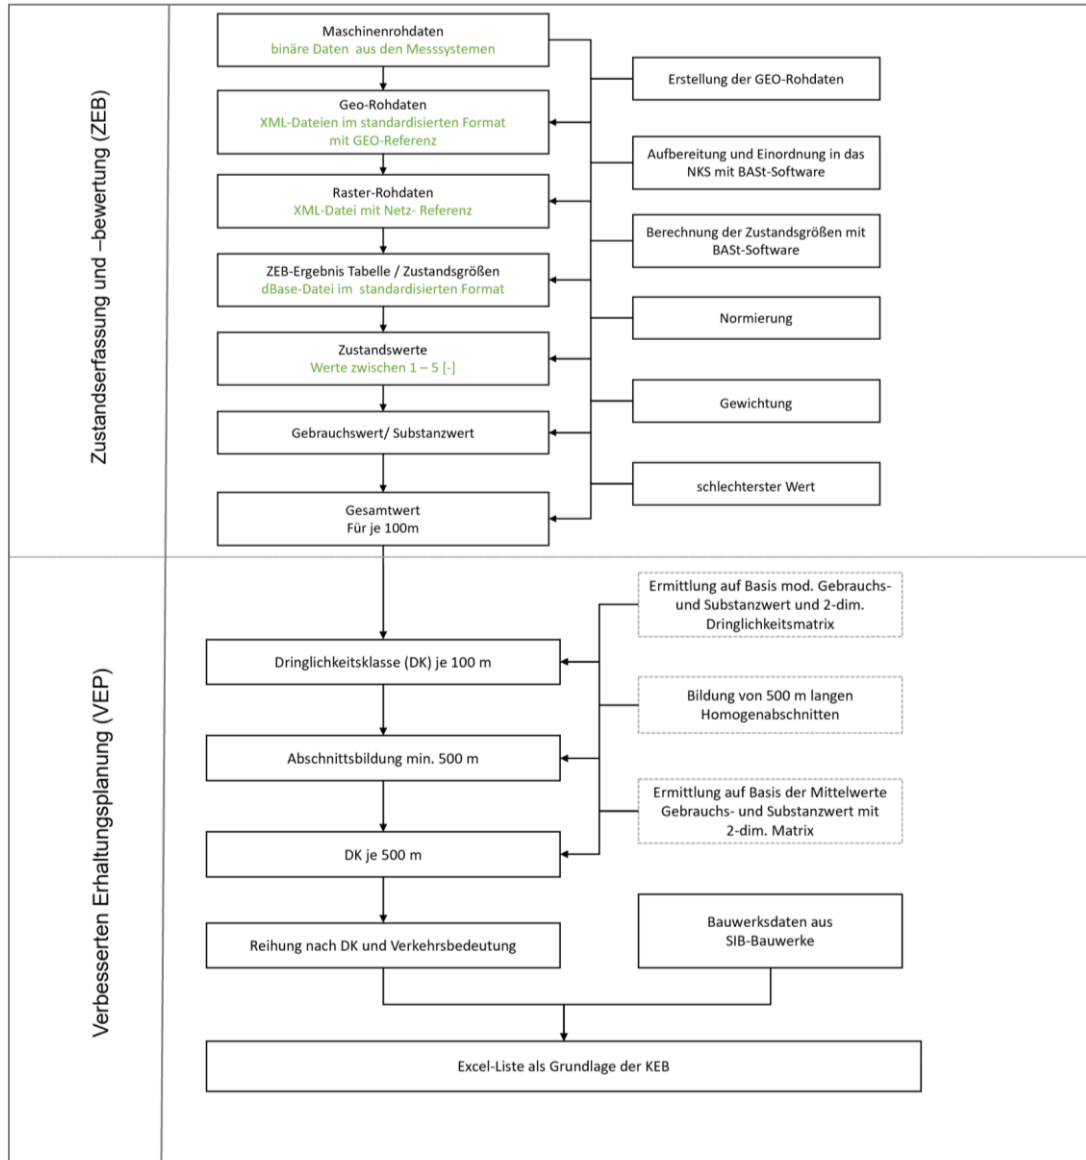 Zustandserfassung und –bewertung (ZEB)
Maschinenrohdaten
binäre Daten aus den Messsystemen
Erstellung der GEO-Rohdaten
Geo-Rohdaten
XML-Dateien im standardisierten Format
mit GEO-Referenz
Aufbereitung und Einordnung in das
NKS mit BASt-Software
Raster-Rohdaten
XML-Datei mit Netz- Referenz
Berechnung der Zustandsgrößen mit
BASt-Software
ZEB-Ergebnis Tabelle / Zustandsgrößen
dBase-Datei im standardisierten Format
Normierung
Zustandswerte
Werte zwischen 1 – 5 [-]
Gewichtung
Gebrauchswert/ Substanzwert
schlechterster Wert
Gesamtwert
Für je 100m
Verbesserten Erhaltungsplanung (VEP)
Ermittlung auf Basis mod. Gebrauchs-
und Substanzwert und 2-dim.
Dringlichkeitsmatrix
Dringlichkeitsklasse (DK) je 100 m
Bildung von 500 m langen
Homogenabschnitten
Abschnittsbildung min. 500 m
Ermittlung auf Basis der Mittelwerte
Gebrauchs- und Substanzwert mit
2-dim. Matrix
DK je 500 m
Bauwerksdaten aus
SIB-Bauwerke
Reihung nach DK und Verkehrsbedeutung
Excel-Liste als Grundlage der KEB